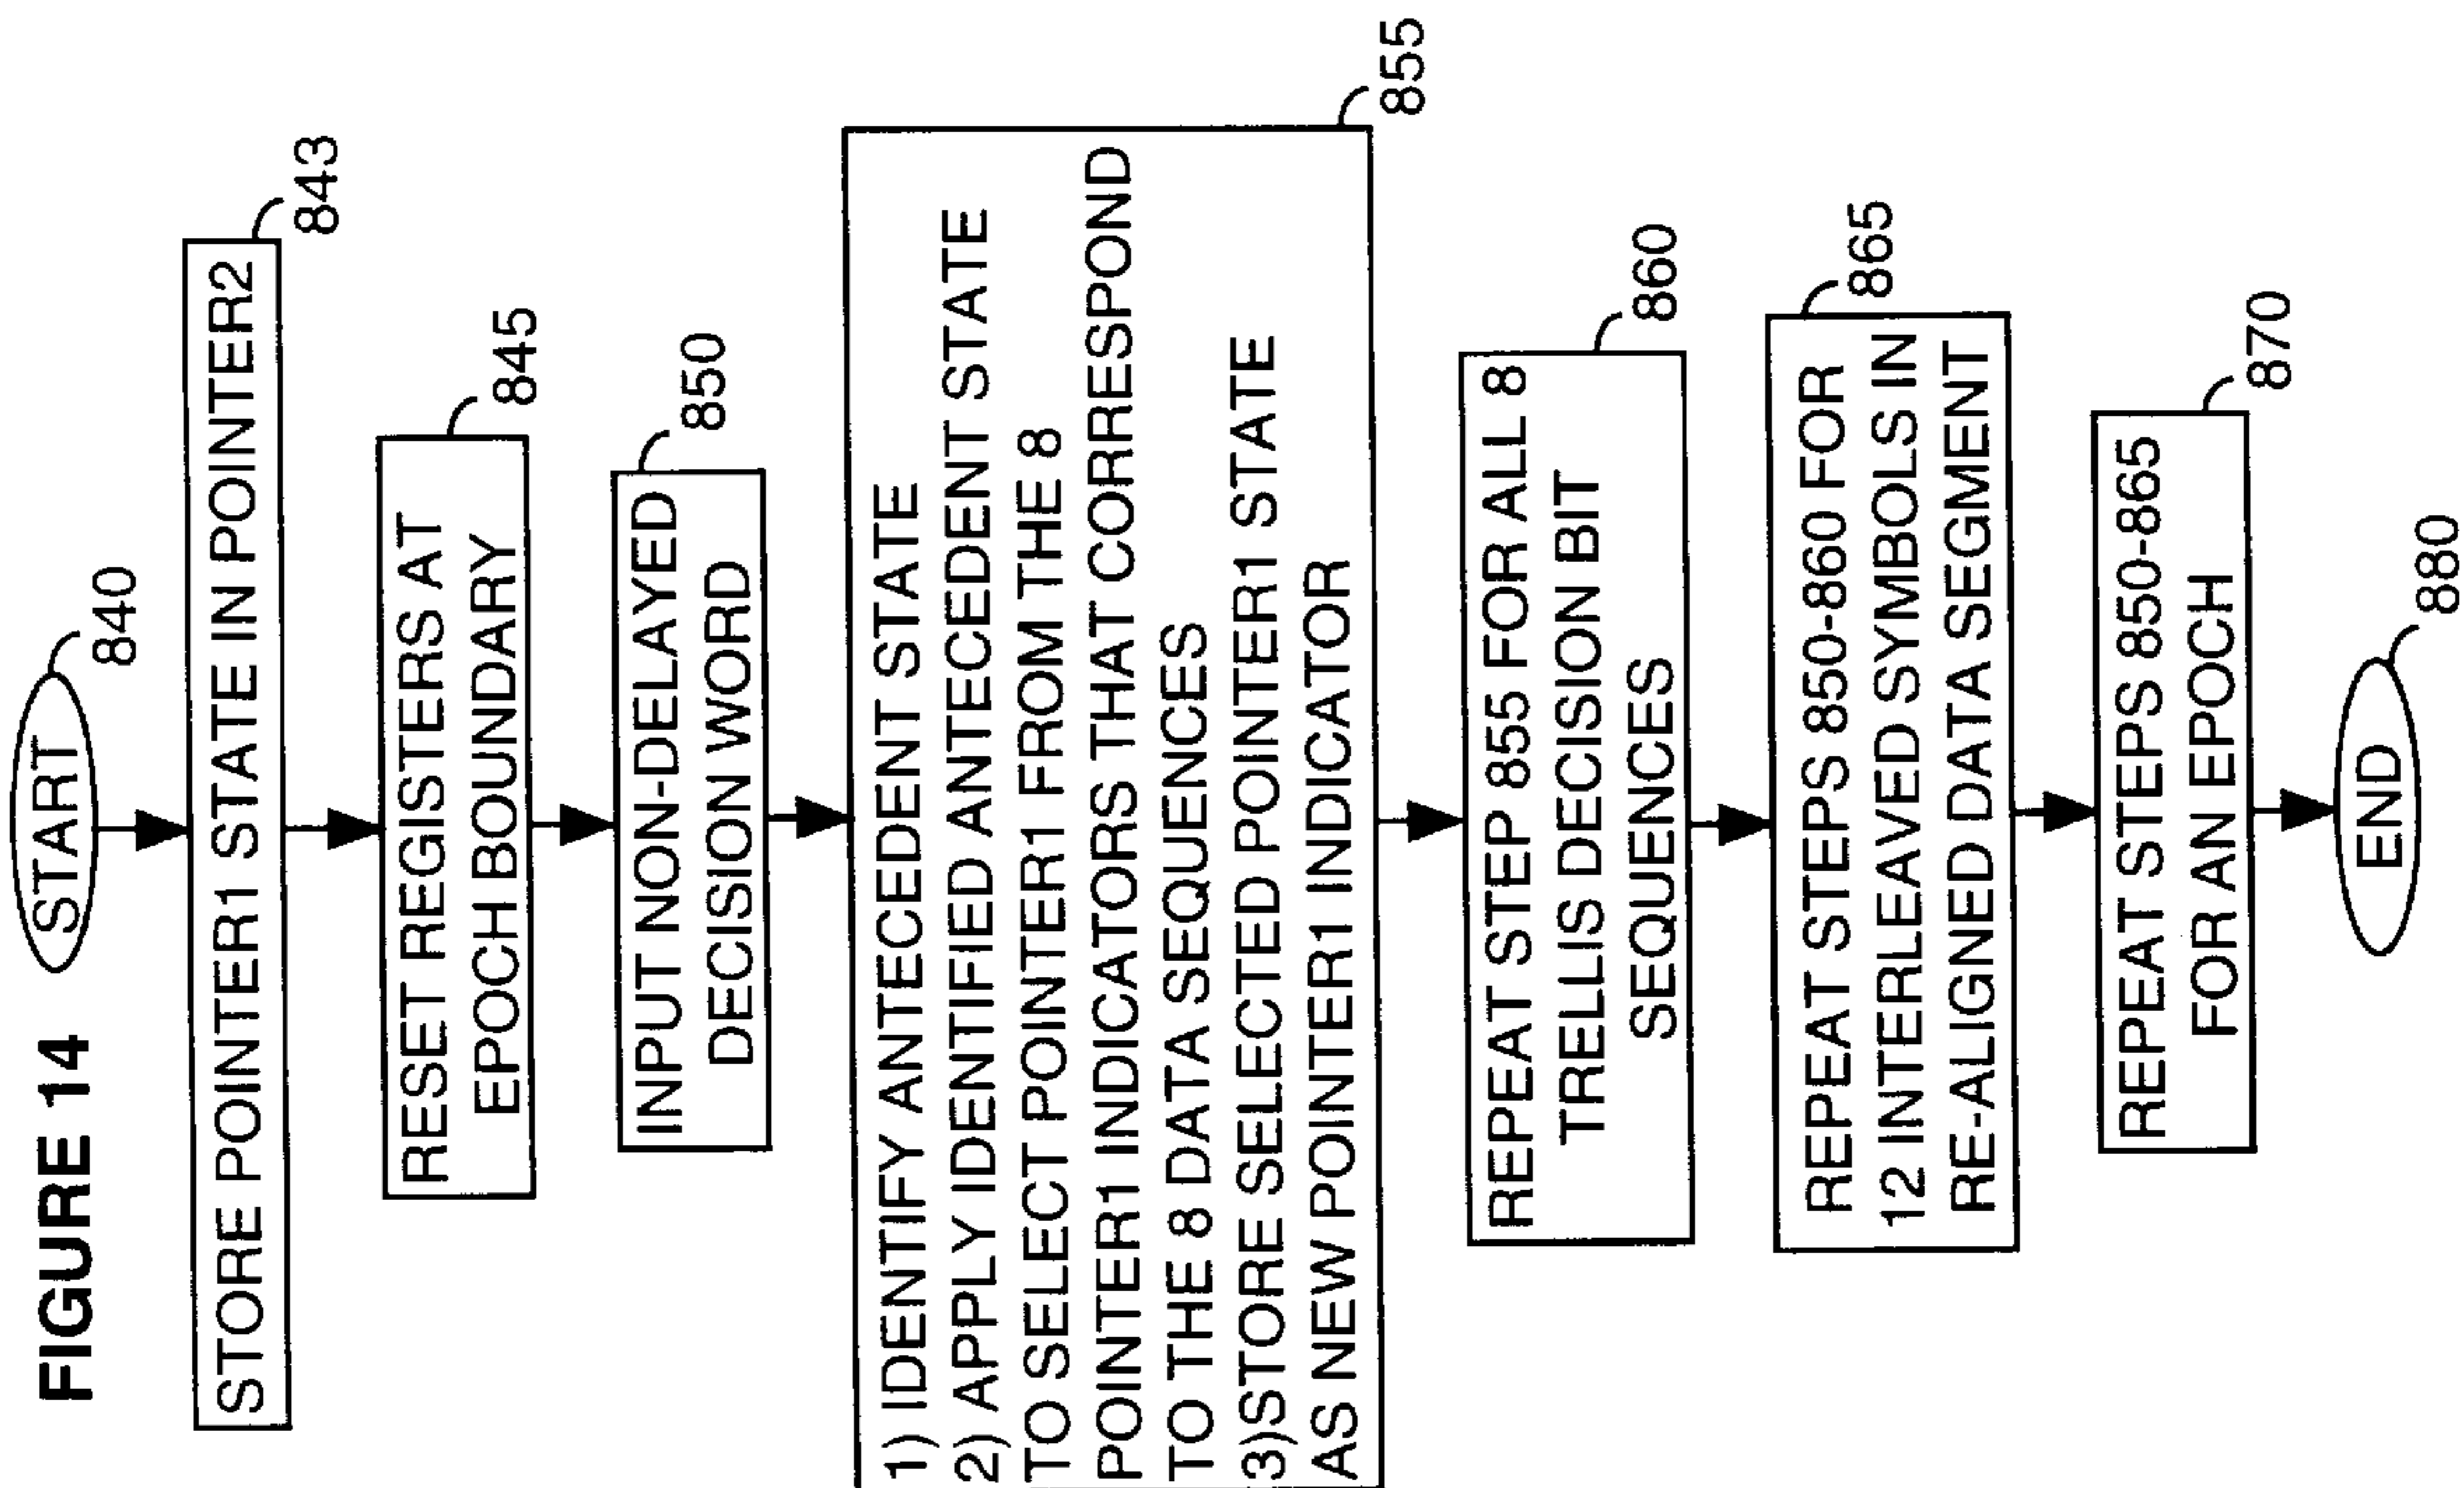 FIGURE 14
START
840
STORE POINTER1 STATE IN POINTER2
843
RESET REGISTERS AT
EPOCH BOUNDARY
845
INPUT NON-DELAYED
DECISION WORD
850
1) IDENTIFY ANTECEDENT STATE
2) APPLY IDENTIFIED ANTECEDENT STATE
TO SELECT POINTER1 FROM THE 8
POINTER1 INDICATORS THAT CORRESPOND
TO THE 8 DATA SEQUENCES
3)STORE SELECTED POINTER1 STATE
AS NEW POINTER1 INDICATOR
855
REPEAT STEP 855 FOR ALL 8
TRELLIS DECISION BIT
SEQUENCES
860
REPEAT STEPS 850-860 FOR
12 INTERLEAVED SYMBOLS IN
RE-ALIGNED DATA SEGMENT
865
REPEAT STEPS 850-865
FOR AN EPOCH
870
END
880